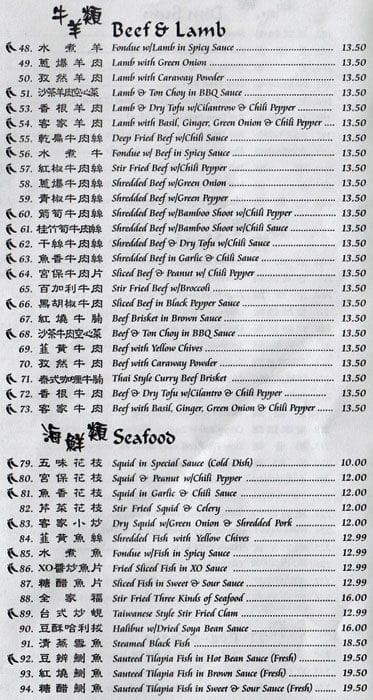 牛羊類 Beef & Lamb
48. 水煮羊 Fondue w/Lamb in Spicy Sauce 13.50
49. 蔥爆羊肉 Lamb with Green Onion 13.50
50. 孜然羊肉 Lamb with Caraway Powder 13.50
51. 沙茶羊肉空心菜 Lamb & Ton Choy in BBQ Sauce 13.50
53. 香根羊肉 Lamb & Dry Tofu w/Cilantrow & Chili Pepper 13.50
54. 客家羊肉 Lamb with Basil, Ginger, Green Onion & Chili Pepper 13.50
55. 乾扁牛肉絲 Deep Fried Beef w/Chili Sauce 13.50
56. 水煮牛 Fondue w/ Beef in Spicy Sauce 13.50
57. 紅椒牛肉絲 Stir Fried Beef w/Chili Pepper 13.50
58. 蔥爆牛肉絲 Shredded Beef w/Green Onion 13.50
59. 青椒牛肉絲 Shredded Beef w/Green Pepper 13.50
60. 筍牛肉絲 Shredded Beef w/Bamboo Shoot w/Chili Pepper 13.50
61. 桂竹筍牛肉絲 Shredded Beef w/Bamboo Shoot w/Chili Sauce 13.50
62. 干絲牛肉絲 Shredded Beef & Dry Tofu w/Chili Sauce 13.50
63. 魚香牛肉絲 Shredded Beef in Garlic & Chili Sauce 13.50
64. 宮保牛肉片 Sliced Beef & Peanut w/ Chili Pepper 13.50
65. 百加利牛肉 Stir Fried Beef w/Broccoli 13.50
66. 黑胡椒牛肉 Sliced Beef in Black Pepper Sauce 13.50
67. 紅燒牛腩 Beef Brisket in Brown Sauce 13.50
68. 沙茶牛肉空心菜 Beef & Ton Choy in BBQ Sauce 13.50
69. 韮黃牛肉 Beef with Yellow Chives 13.50
70. 孜然牛肉 Beef with Caraway Powder 13.50
71. 泰式咖喱牛腩 Thai Style Curry Beef Brisket 13.50
72. 香根牛肉 Beef & Dry Tofu w/Cilantro & Chili Pepper 13.50
73. 客家牛肉 Beef with Basil, Ginger, Green Onion & Chili Pepper 13.50
海鮮類 Seafood
79. 五味花枝 Squid in Special Sauce (Cold Dish) 10.00
80. 宮保花枝 Squid & Peanut w/Chili Pepper 12.00
81. 魚香花枝 Squid in Garlic & Chili Sauce 12.00
82. 芹菜花枝 Stir Fried Squid & Celery 12.00
83. 客家小炒 Dry Squid w/Green Onion & Shredded Pork 12.00
84. 韮黃魚絲 Shredded Fish with Yellow Chives 12.99
85. 水煮魚 Fondue w/Fish in Spicy Sauce 12.99
86. XO醬炒魚片 Fried Sliced Fish in XO Sauce 12.99
87. 糖醋魚片 Sliced Fish in Sweet & Sour Sauce 12.99
88. 全家福 Stir Fried Three Kinds of Seafood 16.00
89. 台式炒蜆 Taiwanese Style Stir Fried Clam 12.99
90. 豆酥哈利拔 Halibut w/Dried Soya Bean Sauce 16.00
91. 清蒸雪魚 Steamed Black Fish 18.50
92. 豆瓣鯛魚 Sauteed Tilapia Fish in Hot Bean Sauce (Fresh) 19.50
93. 紅燒鯛魚 Sauteed Tilapia Fish in Brown Sauce (Fresh) 19.50
94. 糖醋鯛魚 Sauteed Tilapia Fish in Sweet & Sour Sauce (Fresh) 19.50